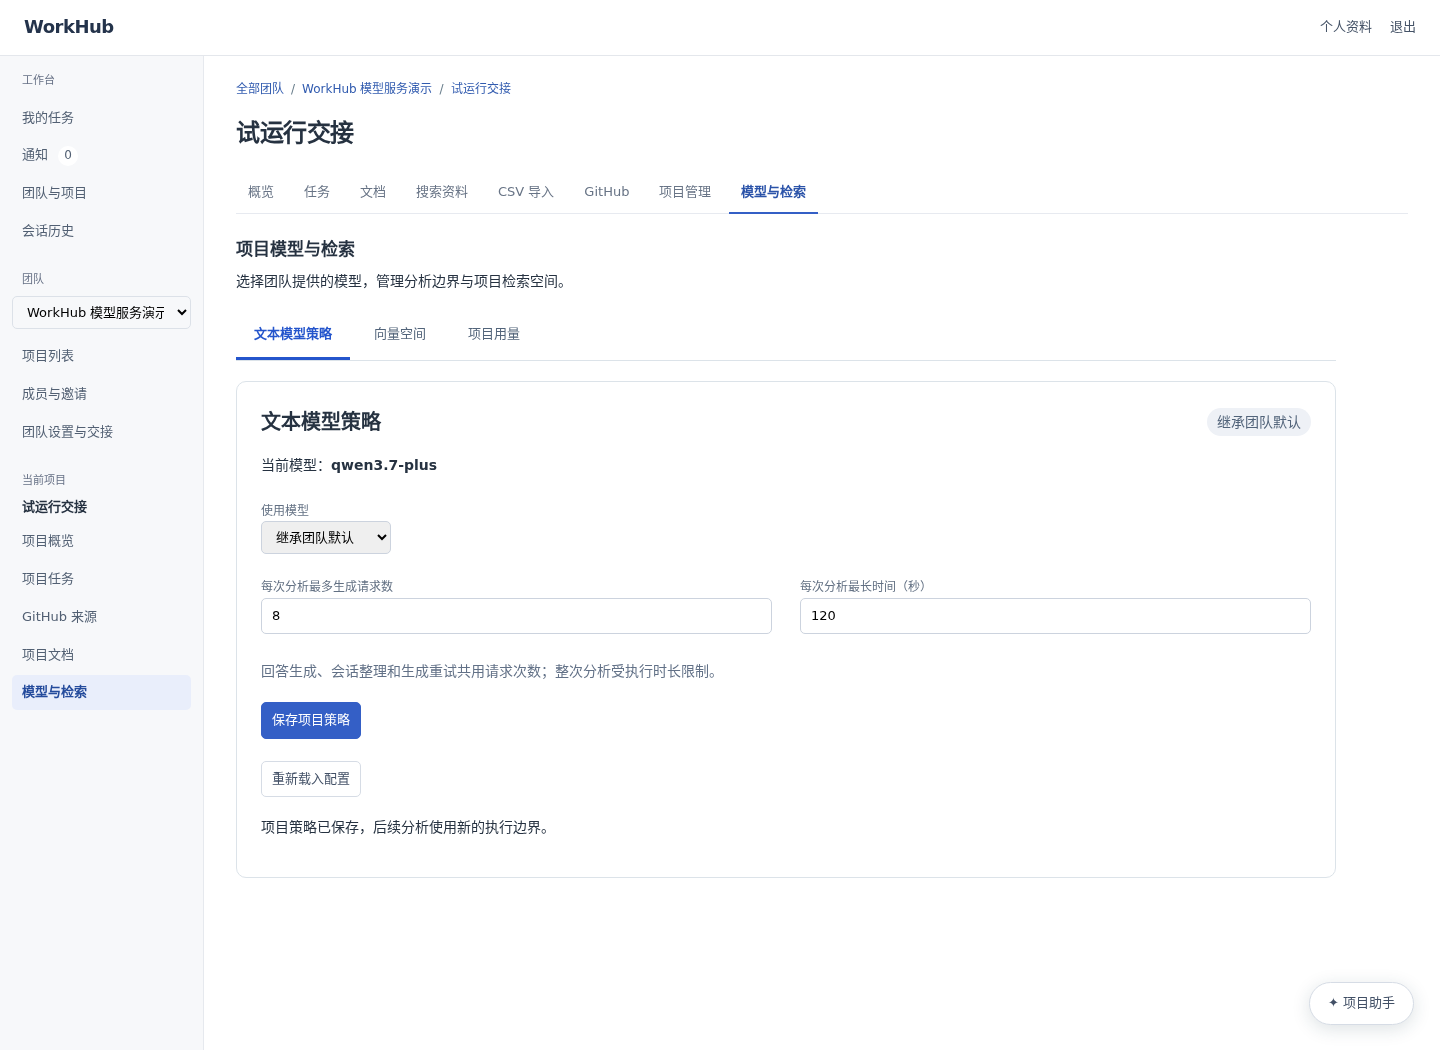 WorkHub
个人资料 退出
工作台
我的任务
通知 0
团队与项目
会话历史
团队
WorkHub 模型服务演示
项目列表
成员与邀请
团队设置与交接
当前项目
试运行交接
项目概览
项目任务
GitHub 来源
项目文档
模型与检索
全部团队 / WorkHub 模型服务演示 / 试运行交接
试运行交接
概览 任务 文档 搜索资料 CSV 导入 GitHub 项目管理 模型与检索
项目模型与检索
选择团队提供的模型，管理分析边界与项目检索空间。
文本模型策略 向量空间 项目用量
文本模型策略 继承团队默认
当前模型：qwen3.7-plus
使用模型
继承团队默认
每次分析最多生成请求数 每次分析最长时间（秒）
8 120
回答生成、会话整理和生成重试共用请求次数；整次分析受执行时长限制。
保存项目策略
重新载入配置
项目策略已保存，后续分析使用新的执行边界。
✦ 项目助手